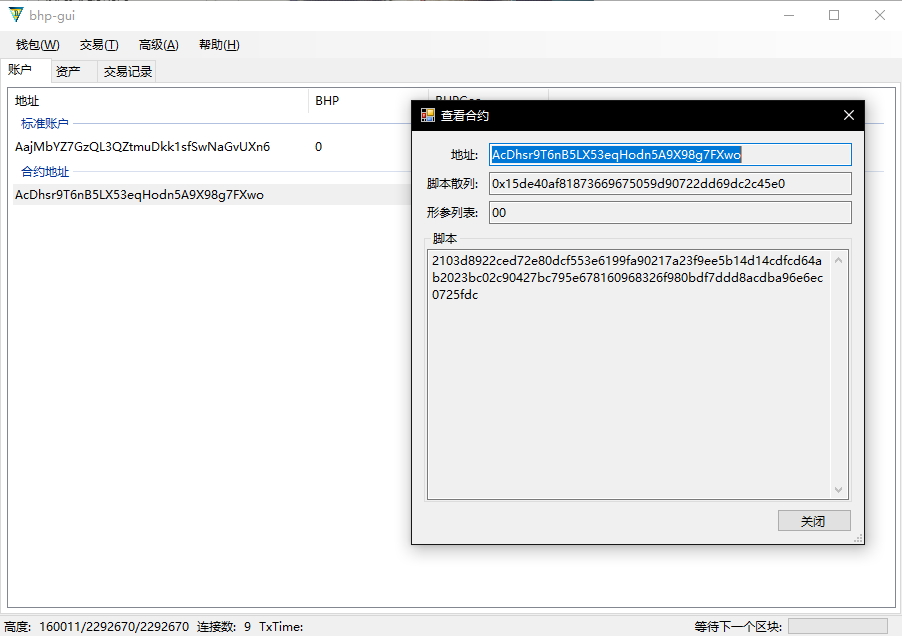 bhp-gui
钱包(W) 交易(T) 高级(A) 帮助(H)
账户 资产 交易记录
地址 BHP
标准账户
AajMbYZ7GzQL3QZtmuDkk1sfSwNaGvUXn6 0
合约地址
AcDhsr9T6nB5LX53eqHodn5A9X98g7FXwo
查看合约
地址: AcDhsr9T6nB5LX53eqHodn5A9X98g7FXwo
脚本散列: 0x15de40af81873669675059d90722dd69dc2c45e0
形参列表: 00
脚本
2103d8922ced72e80dcf553e6199fa90217a23f9ee5b14d14cdfcd64a
b2023bc02c90427bc795e678160968326f980bdf7ddd8acdba96e6ec
0725fdc
关闭
高度: 160011/2292670/2292670 连接数: 9 TxTime: 等待下一个区块: